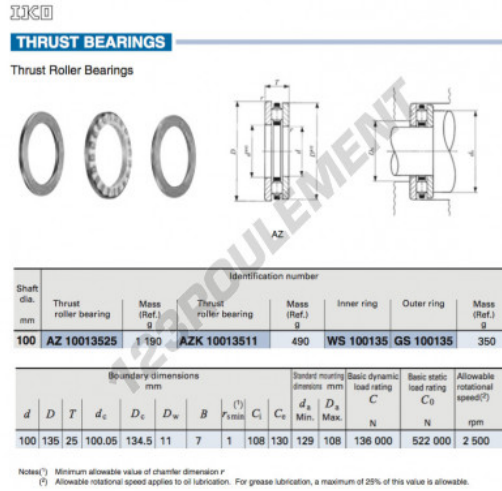 IKO
THRUST BEARINGS
Thrust Roller Bearings
T
r
D
d
AZ
123ROULEMENT
Identification number
Shaft dia. mm
Thrust roller bearing
Mass (Ref.) g
Thrust roller bearing
Mass (Ref.) g
Inner ring
Outer ring
Mass (Ref.) g
100 AZ 10013525 1 190 AZK 10013511 490 WS 100135 GS 100135 350
Boundary dimensions mm
Standard mounting dimensions mm
Basic dynamic load rating C N
Basic static load rating C0 N
Allowable rotational speed(2) rpm
d D T dc Dc Dw B rs min(1) Ci Ce da Min. Da Max.
100 135 25 100.05 134.5 11 7 1 108 130 129 108 136 000 522 000 2 500
Notes(1) Minimum allowable value of chamfer dimension r
(2) Allowable rotational speed applies to oil lubrication. For grease lubrication, a maximum of 25% of this value is allowable.